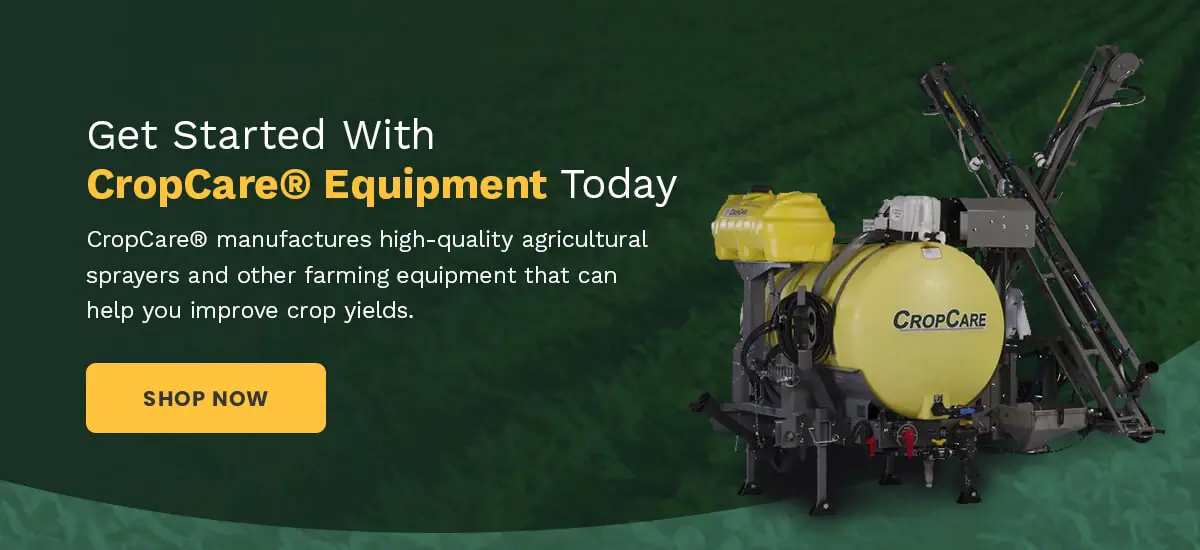 Get Started With
CropCare® Equipment Today
CropCare® manufactures high-quality agricultural
sprayers and other farming equipment that can
help you improve crop yields.
SHOP NOW
CROPCARE
CROPCARE